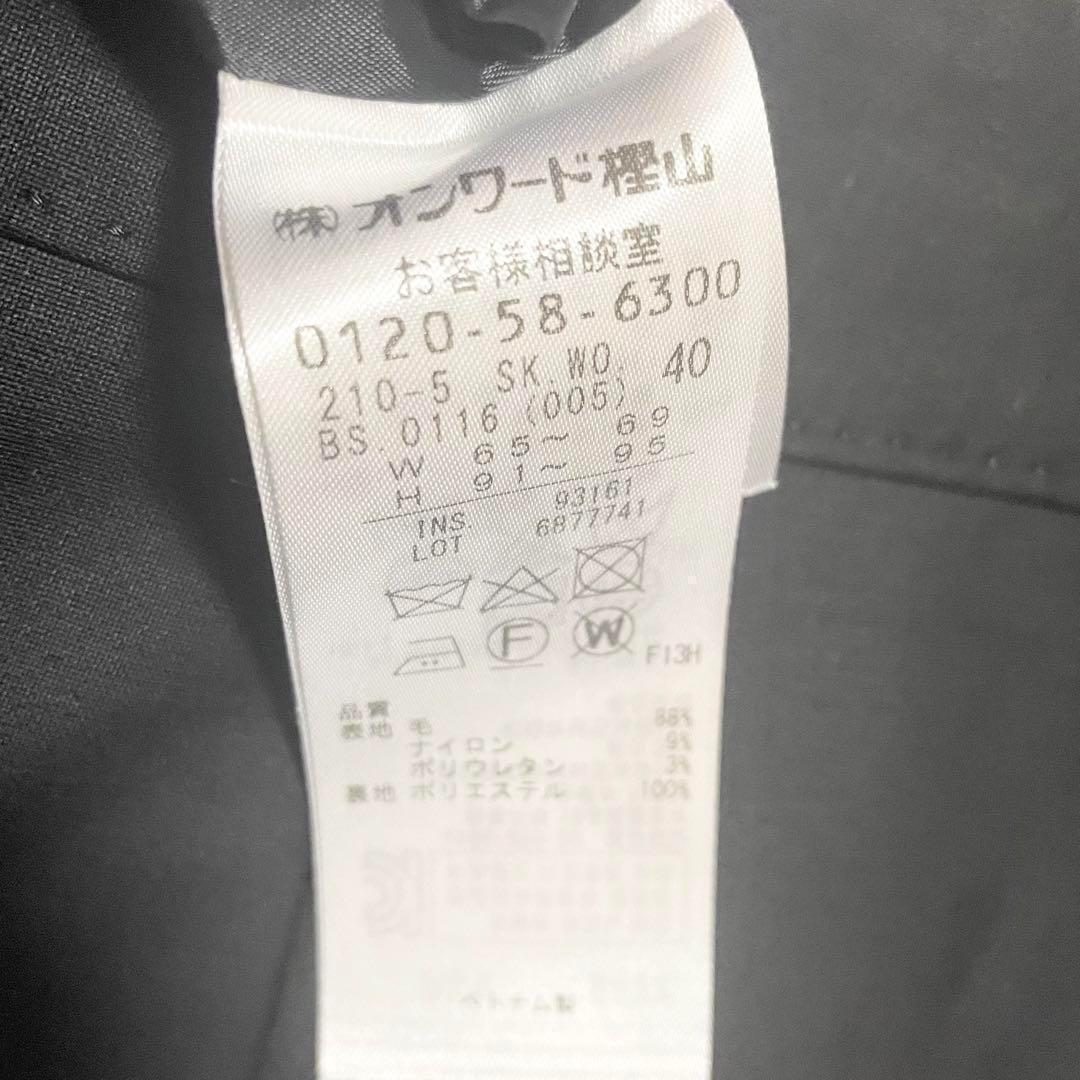 ㈱オンワード樫山
お客様相談室
0120-58-6300
210-5 SK.WO. 40
BS.0116 (005)
W 65~ 69
H 91~ 95
INS. 93161
LOT 6877741
F W F13H
品質
表地 毛 88%
ナイロン 9%
ポリウレタン 3%
裏地 ポリエステル 100%
ベトナム製